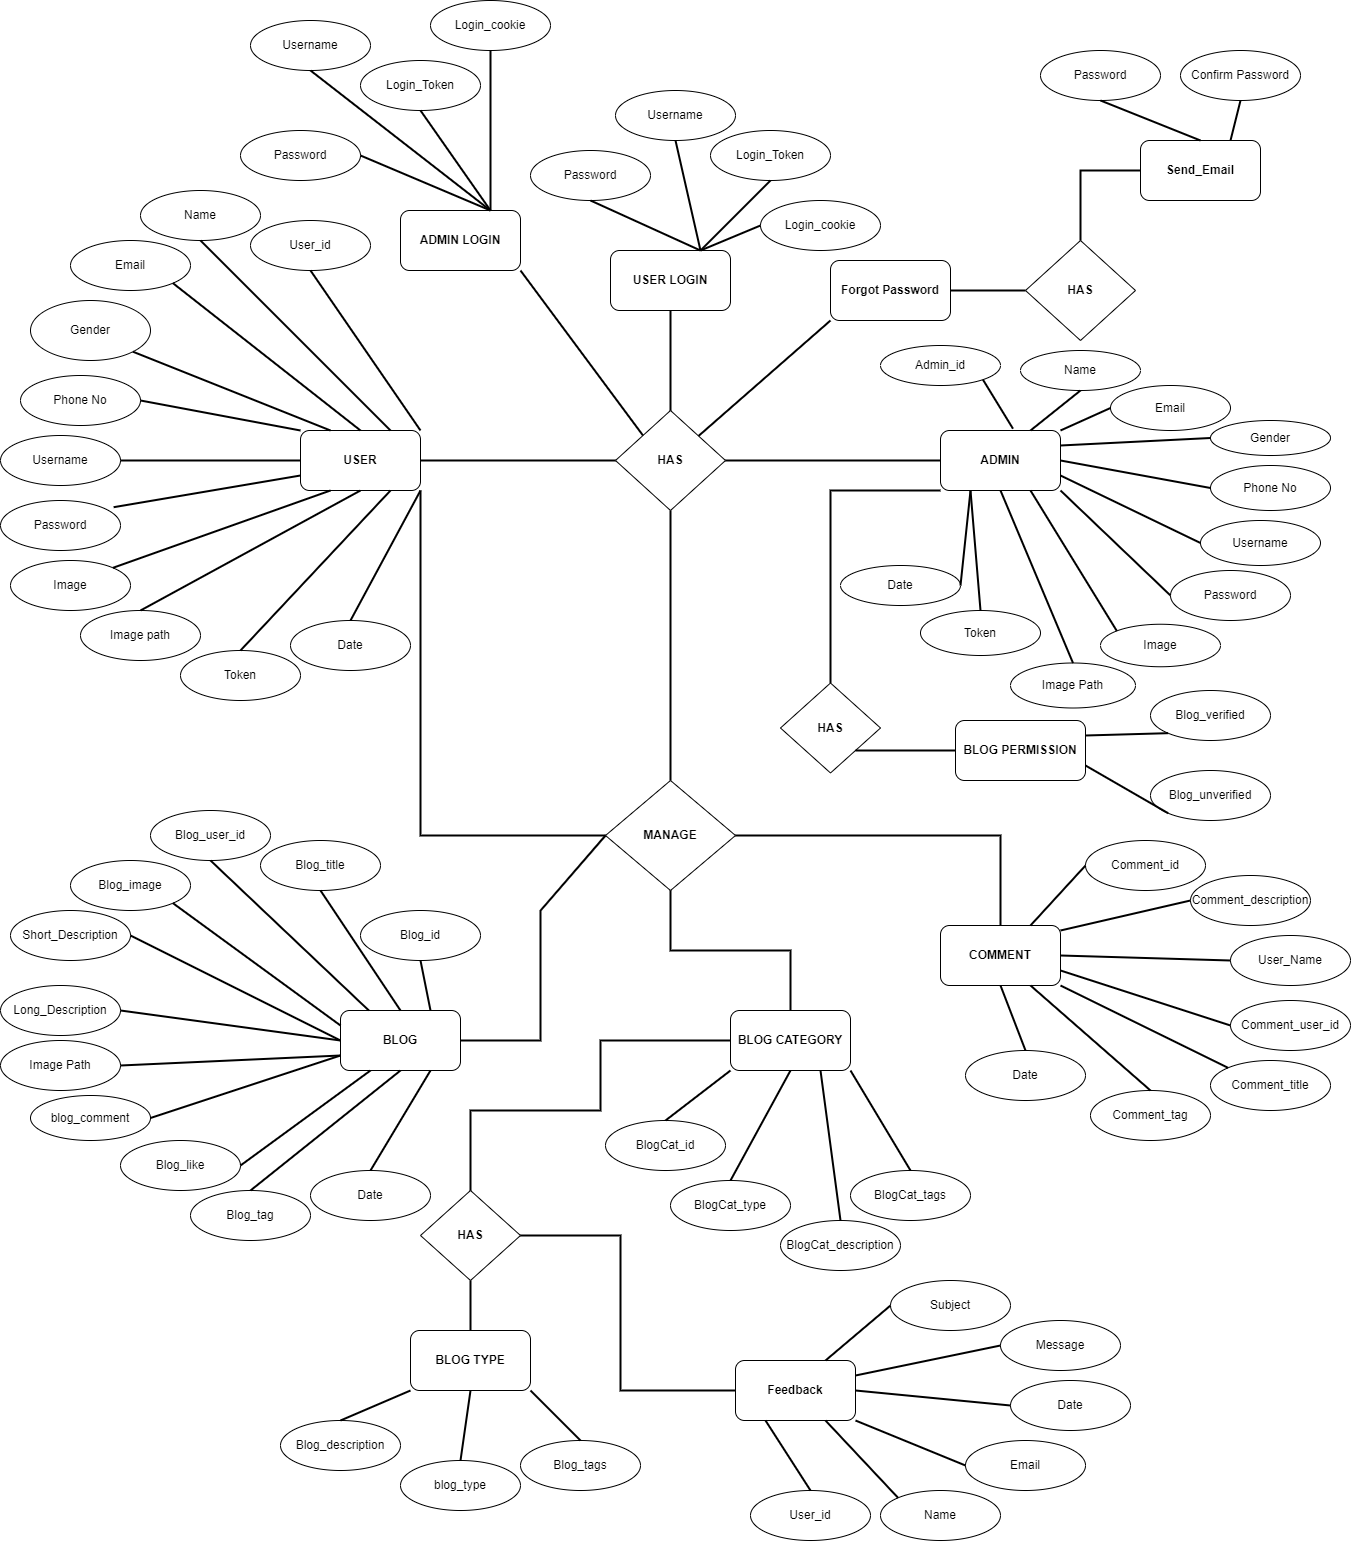 Login_cookie
Username
Login_Token
Password
ADMIN LOGIN
Username
Login_Token
Password
Login_cookie
USER LOGIN
Password
Confirm Password
Send_Email
HAS
Forgot Password
Name
User_id
Email
Gender
Phone No
Username
Password
Image
Image path
Token
Date
USER
HAS
ADMIN
Admin_id
Name
Email
Gender
Phone No
Username
Password
Image
Image Path
Token
Date
HAS
BLOG PERMISSION
Blog_verified
Blog_unverified
MANAGE
Blog_user_id
Blog_title
Blog_image
Short_Description
Blog_id
Long_Description
Image Path
blog_comment
Blog_like
Blog_tag
Date
BLOG
BLOG CATEGORY
BlogCat_id
BlogCat_type
BlogCat_description
BlogCat_tags
COMMENT
Comment_id
Comment_description
User_Name
Comment_user_id
Comment_title
Comment_tag
Date
HAS
BLOG TYPE
Blog_description
blog_type
Blog_tags
Feedback
Subject
Message
Date
Email
Name
User_id